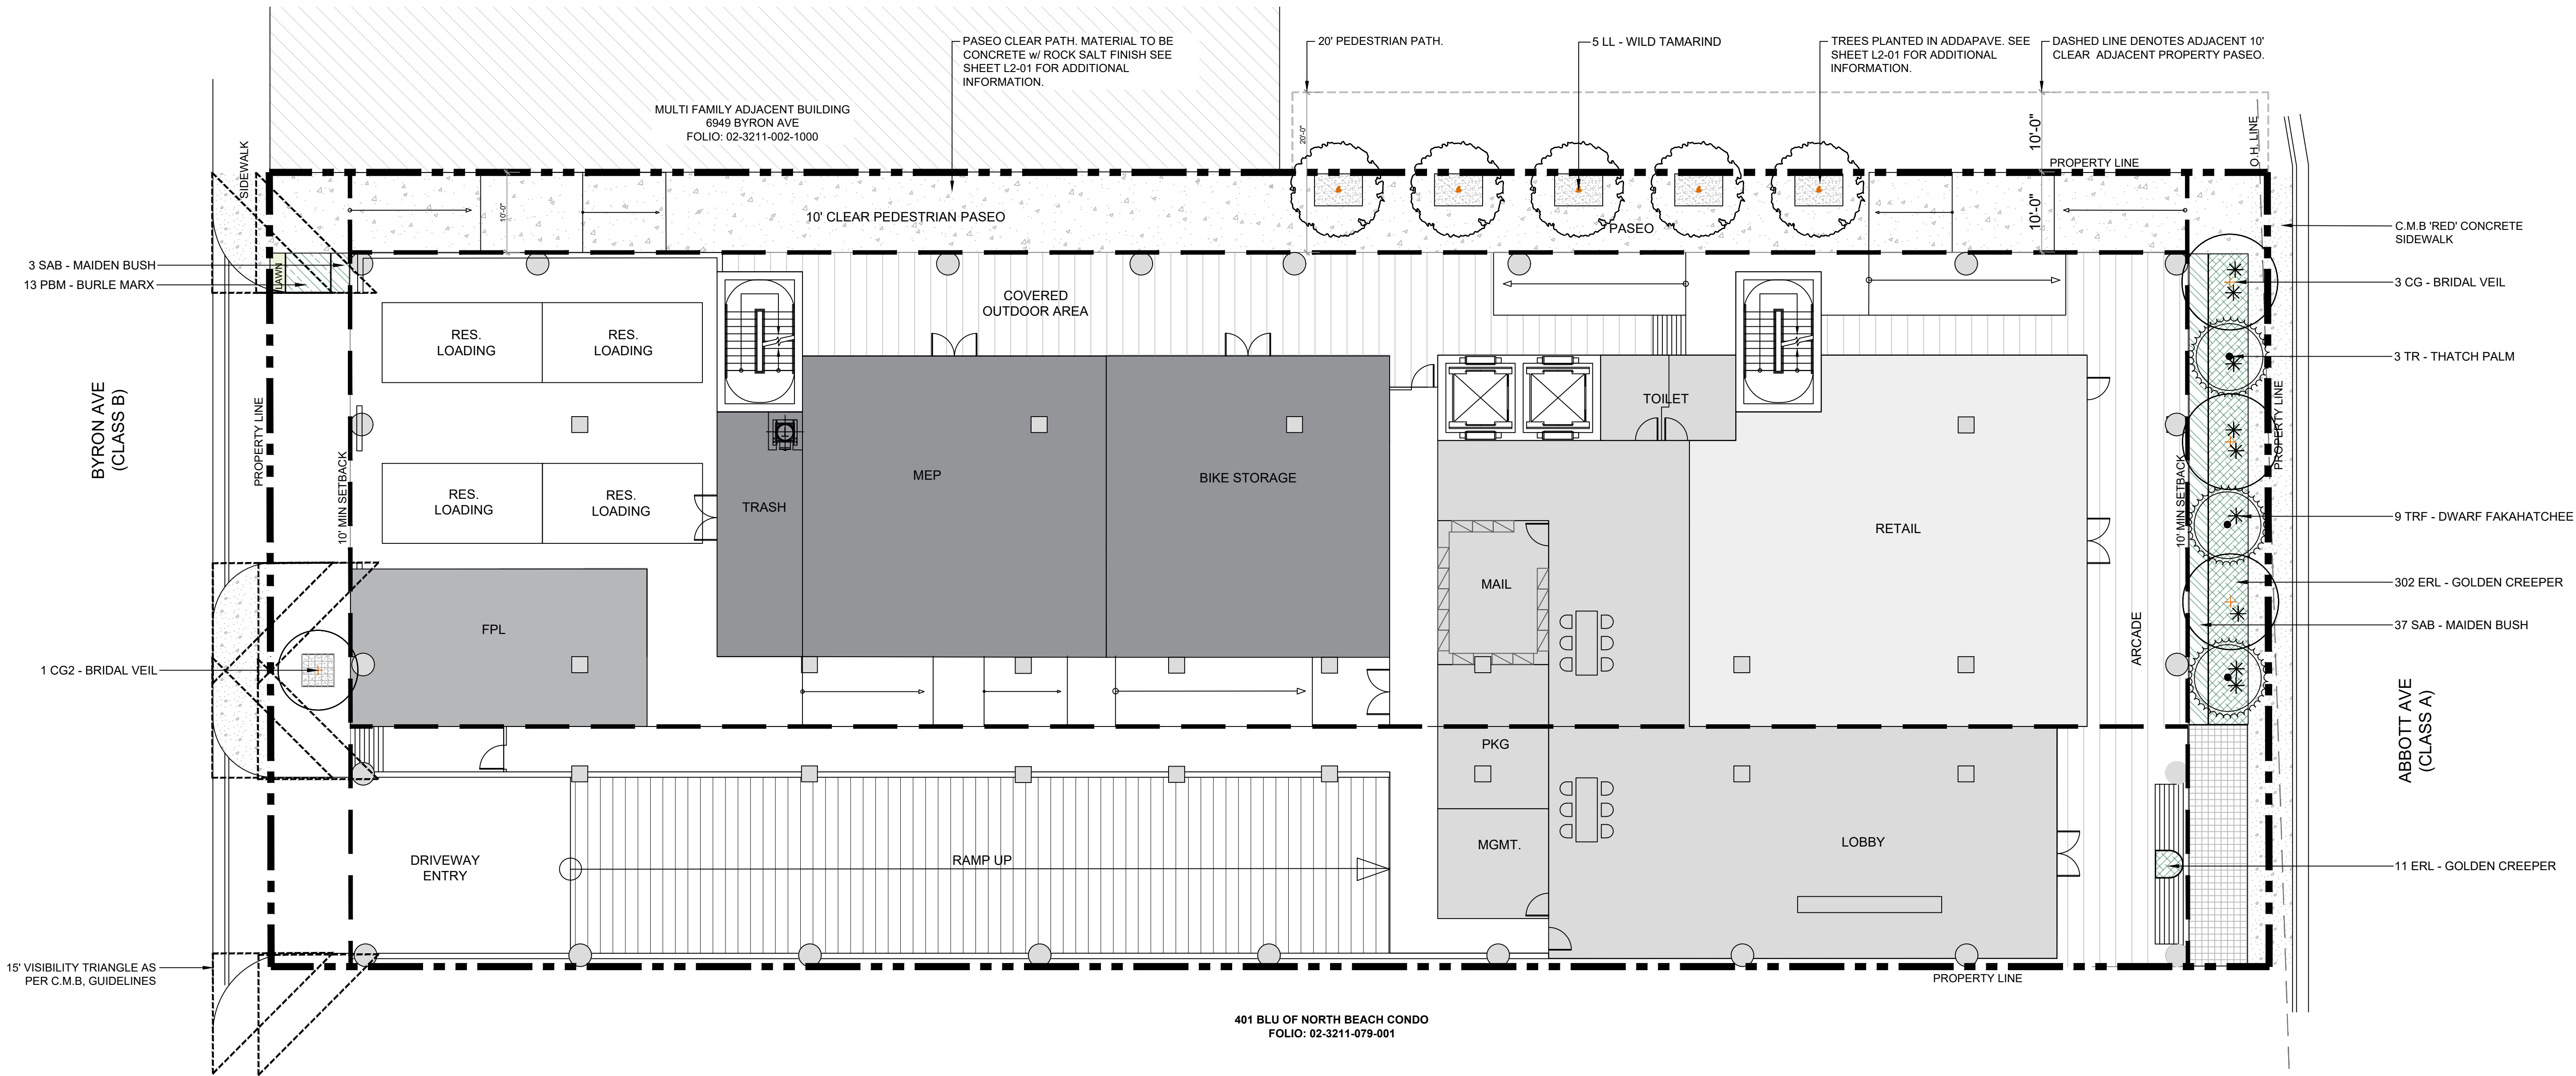 PASEO CLEAR PATH. MATERIAL TO BE
CONCRETE w/ ROCK SALT FINISH SEE
SHEET L2-01 FOR ADDITIONAL
INFORMATION.
20' PEDESTRIAN PATH.
5 LL - WILD TAMARIND
TREES PLANTED IN ADDAPAVE. SEE
SHEET L2-01 FOR ADDITIONAL
INFORMATION.
DASHED LINE DENOTES ADJACENT 10'
CLEAR ADJACENT PROPERTY PASEO.
MULTI FAMILY ADJACENT BUILDING
6949 BYRON AVE
FOLIO: 02-3211-002-1000
20'-0"
10'-0"
O.H. LINE
SIDEWALK
PROPERTY LINE
10'-0"
10' CLEAR PEDESTRIAN PASEO
PASEO
10'-0"
C.M.B 'RED' CONCRETE
SIDEWALK
3 SAB - MAIDEN BUSH
13 PBM - BURLE MARX
LAWN
COVERED
OUTDOOR AREA
3 CG - BRIDAL VEIL
RES.
LOADING
RES.
LOADING
3 TR - THATCH PALM
BYRON AVE
(CLASS B)
PROPERTY LINE
10' MIN SETBACK
TOILET
PROPERTY LINE
RES.
LOADING
RES.
LOADING
TRASH
MEP
BIKE STORAGE
RETAIL
10' MIN SETBACK
9 TRF - DWARF FAKAHATCHEE
MAIL
302 ERL - GOLDEN CREEPER
FPL
ARCADE
37 SAB - MAIDEN BUSH
1 CG2 - BRIDAL VEIL
ABBOTT AVE
(CLASS A)
PKG
MGMT.
LOBBY
DRIVEWAY
ENTRY
RAMP UP
11 ERL - GOLDEN CREEPER
15' VISIBILITY TRIANGLE AS
PER C.M.B, GUIDELINES
PROPERTY LINE
401 BLU OF NORTH BEACH CONDO
FOLIO: 02-3211-079-001